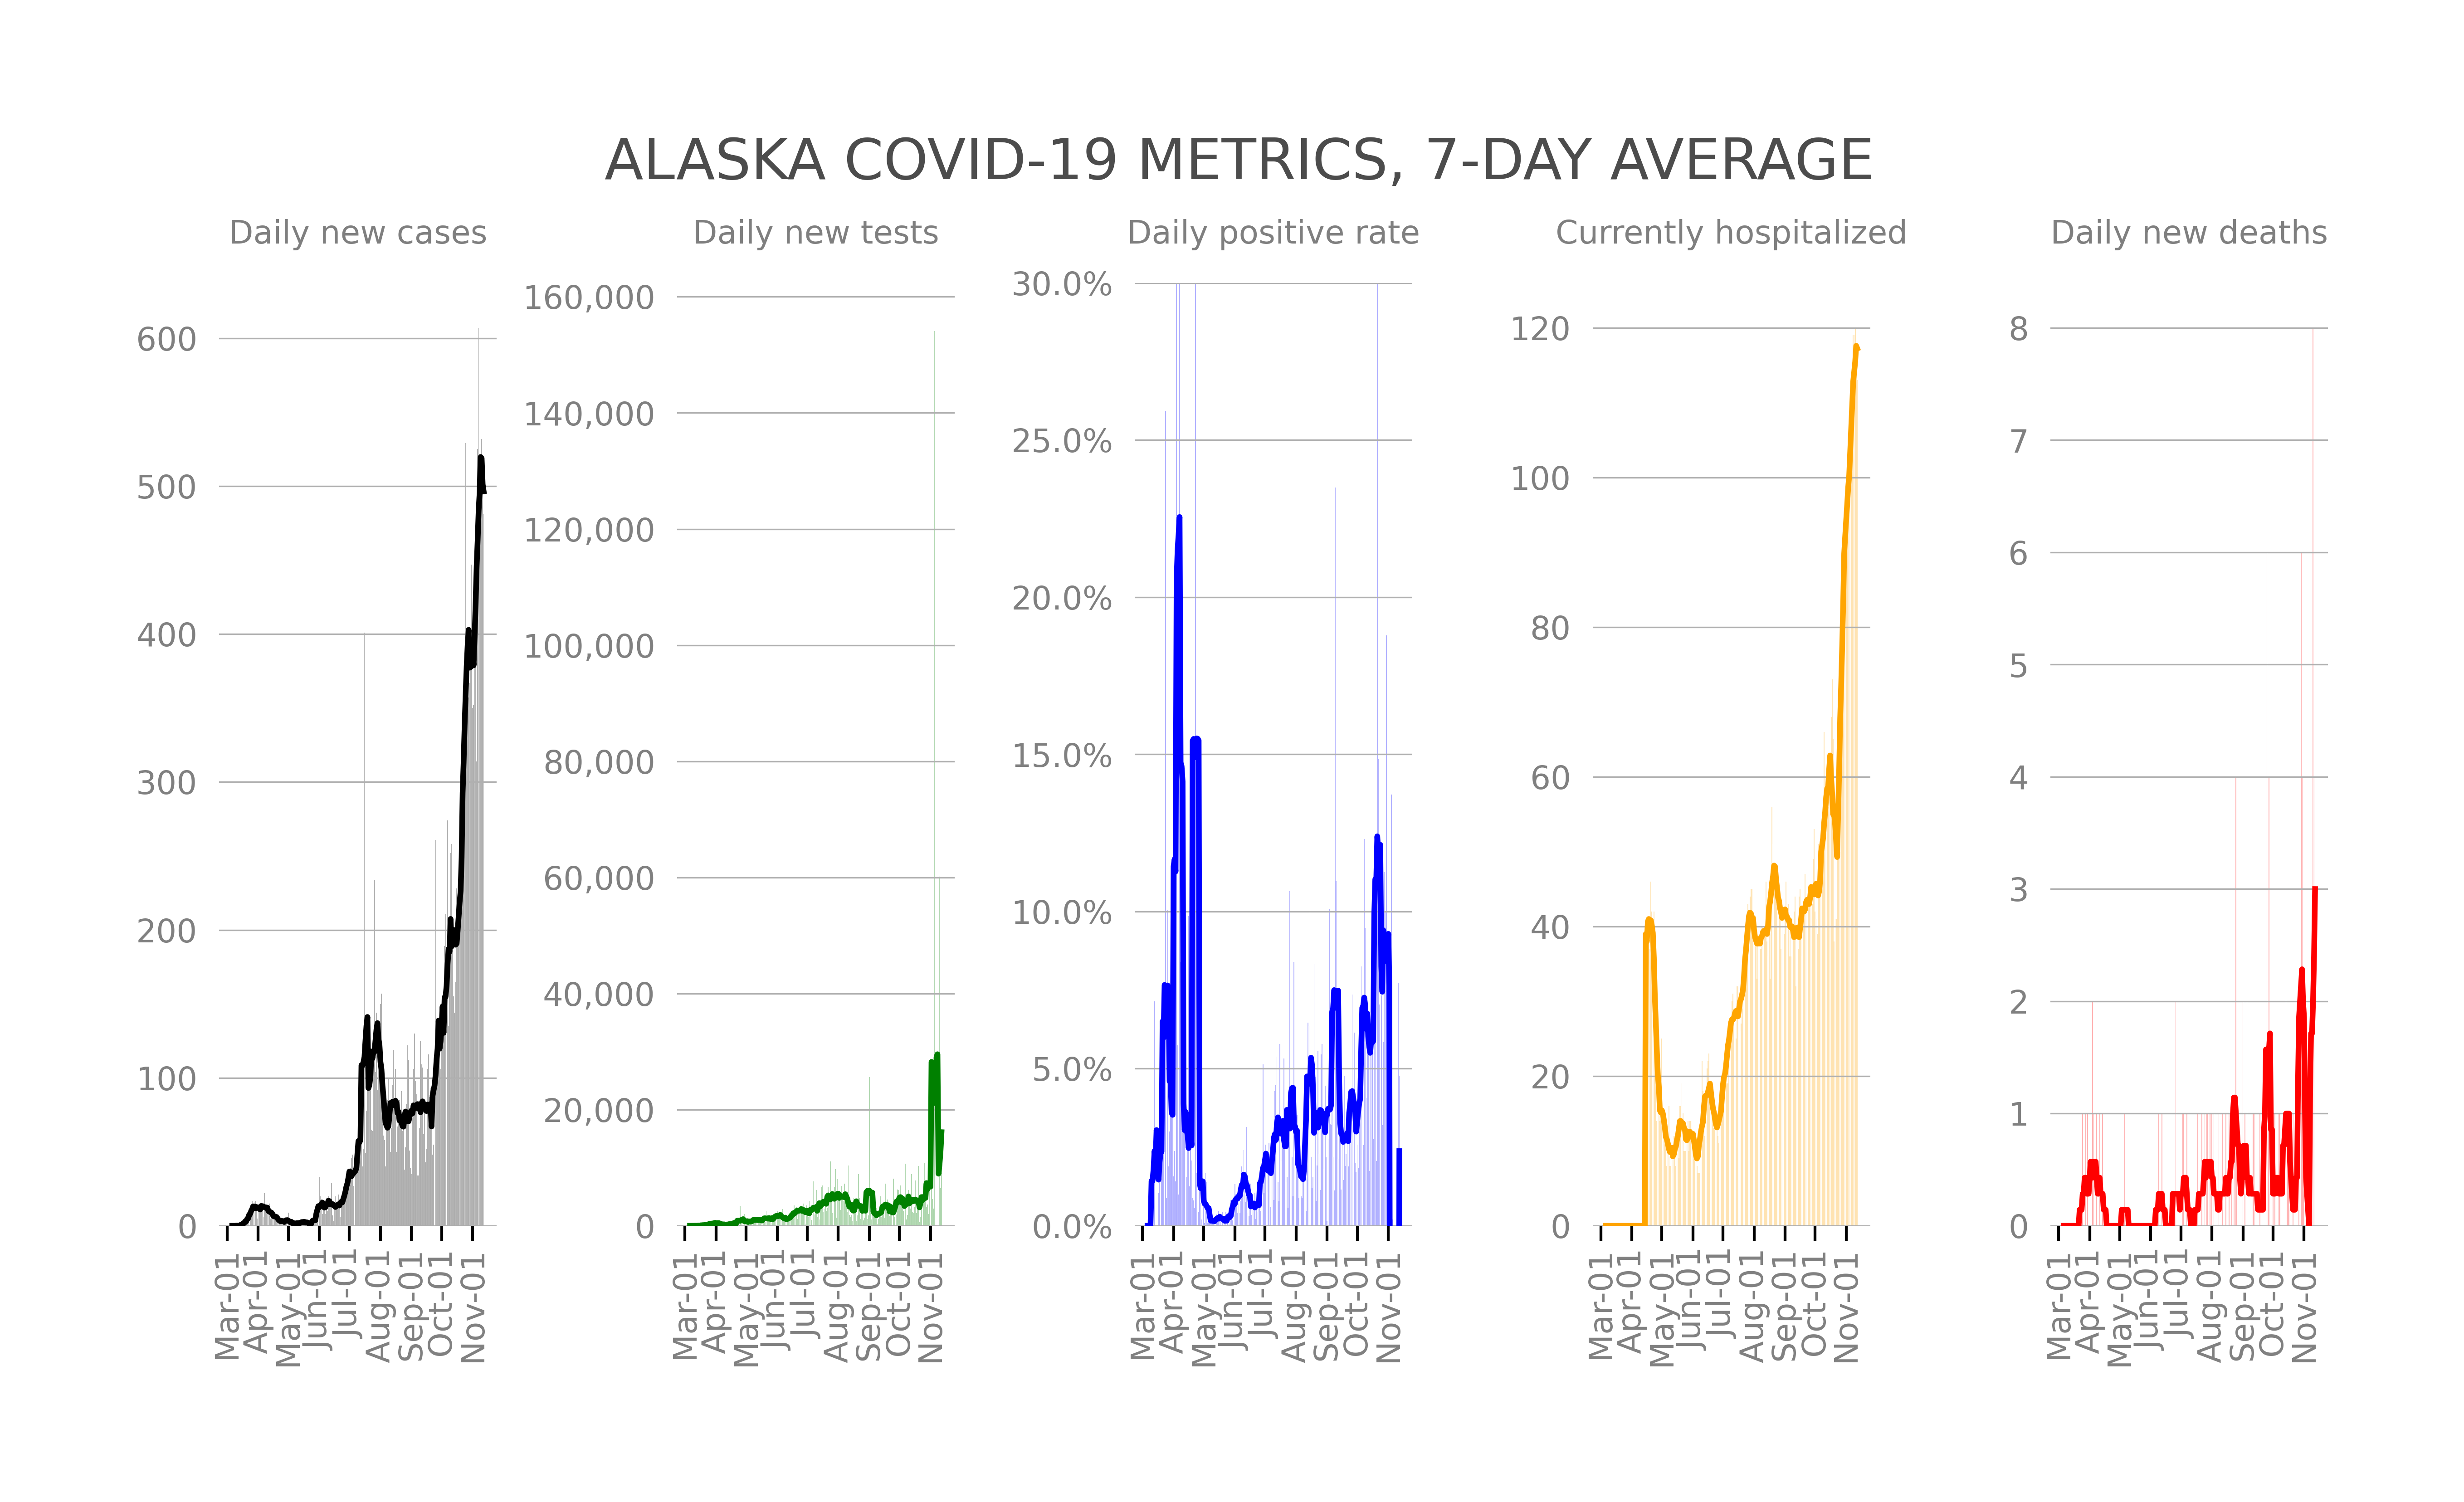 ALASKA COVID-19 METRICS, 7-DAY AVERAGE
Daily new cases
600
500
400
300
200
100
0
Mar-01
Apr-01
May-01
Jun-01
Jul-01
Aug-01
Sep-01
Oct-01
Nov-01
Daily new tests
160,000
140,000
120,000
100,000
80,000
60,000
40,000
20,000
0
Mar-01
Apr-01
May-01
Jun-01
Jul-01
Aug-01
Sep-01
Oct-01
Nov-01
Daily positive rate
30.0%
25.0%
20.0%
15.0%
10.0%
5.0%
0.0%
Mar-01
Apr-01
May-01
Jun-01
Jul-01
Aug-01
Sep-01
Oct-01
Nov-01
Currently hospitalized
120
100
80
60
40
20
0
Mar-01
Apr-01
May-01
Jun-01
Jul-01
Aug-01
Sep-01
Oct-01
Nov-01
Daily new deaths
8
7
6
5
4
3
2
1
0
Mar-01
Apr-01
May-01
Jun-01
Jul-01
Aug-01
Sep-01
Oct-01
Nov-01